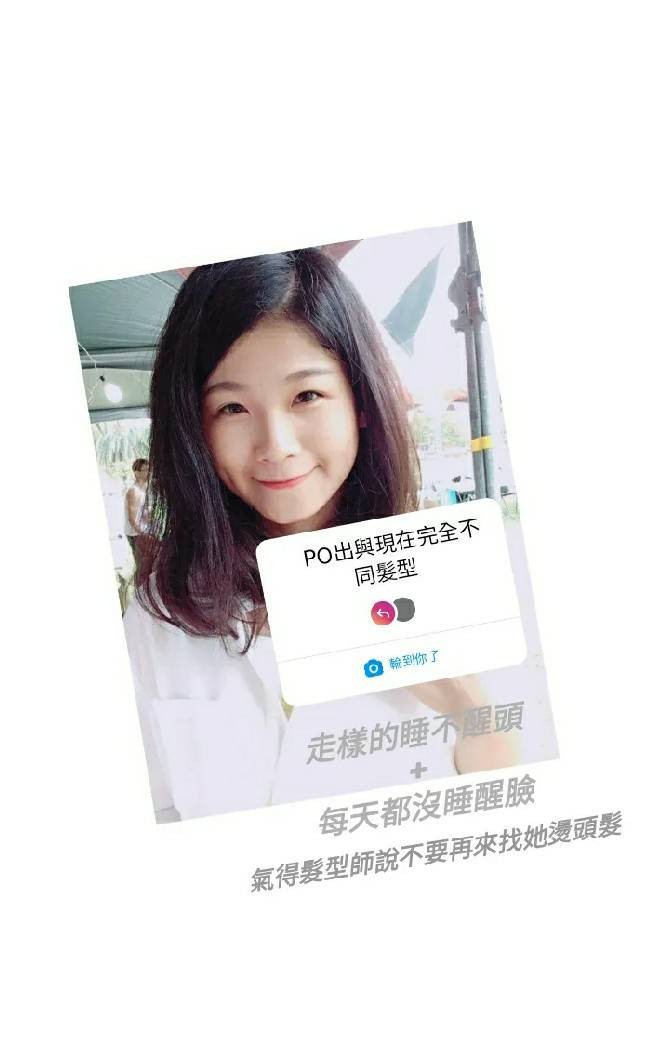 PO出與現在完全不
同髮型
輪到你了
走樣的睡不醒頭
+
每天都沒睡醒臉
氣得髮型師說不要再來找她燙頭髮